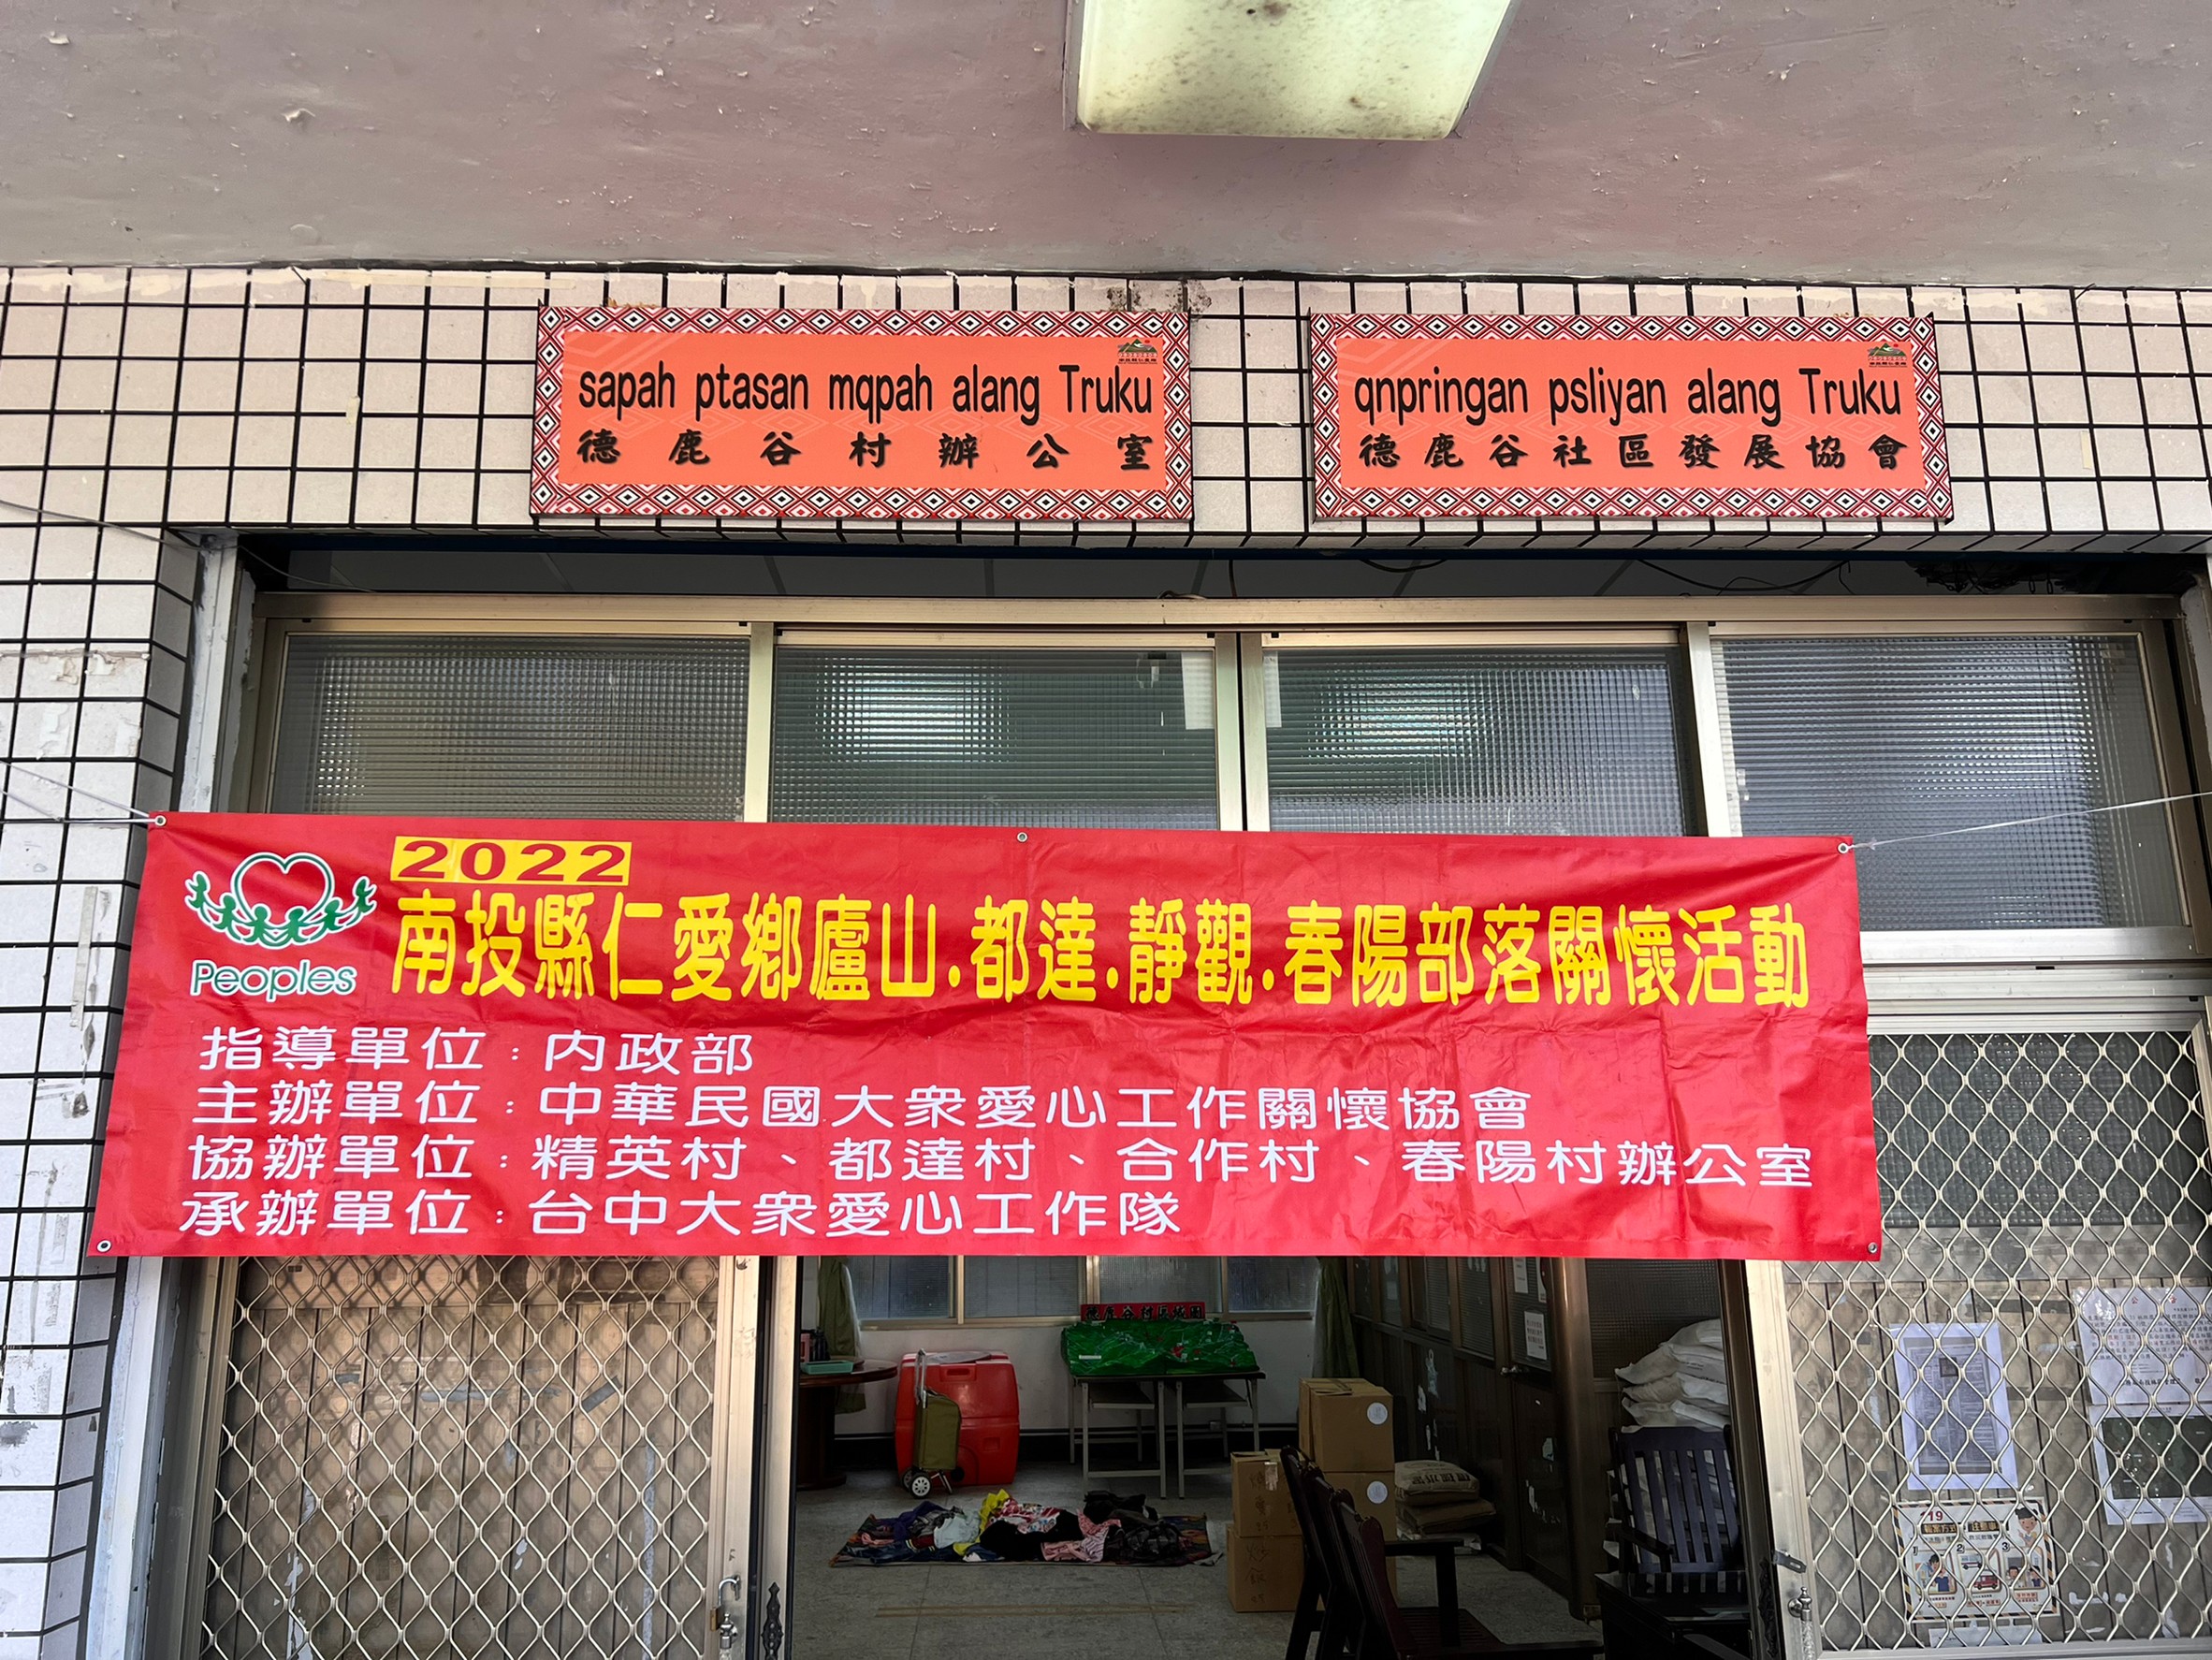 sapah ptasan mqpah alang Truku
德鹿谷村辦公室
qnpringan psliyan alang Truku
德鹿谷社區發展協會
Peoples
2022
南投縣仁愛鄉廬山.都達.靜觀.春陽部落關懷活動
指導單位：內政部
主辦單位：中華民國大衆愛心工作關懷協會
協辦單位：精英村、都達村、合作村、春陽村辦公室
承辦單位：台中大衆愛心工作隊